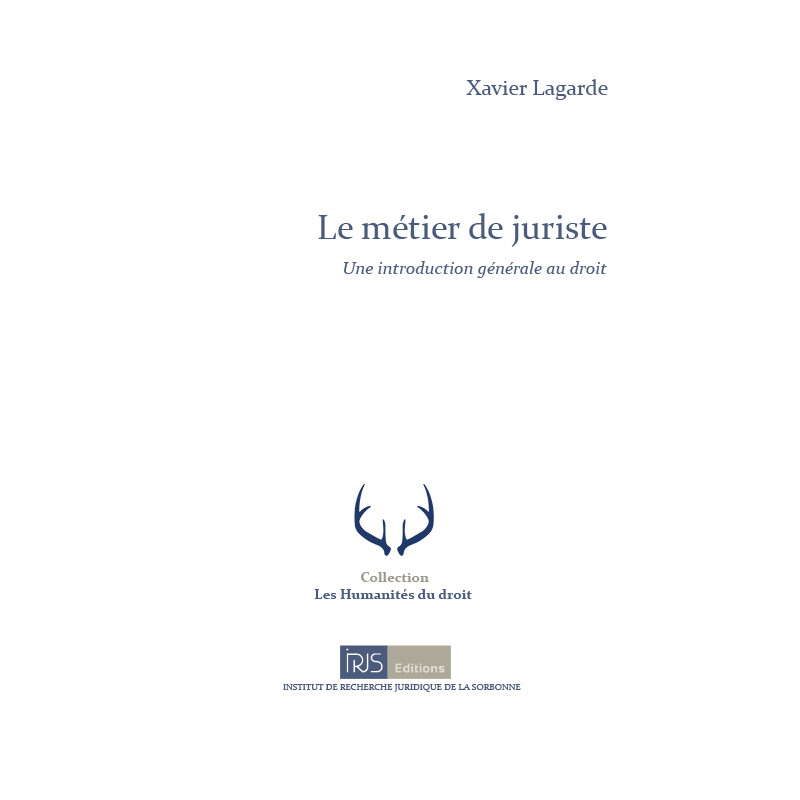 Xavier Lagarde
Le métier de juriste
Une introduction générale au droit
Collection
Les Humanités du droit
IRJS Editions
INSTITUT DE RECHERCHE JURIDIQUE DE LA SORBONNE